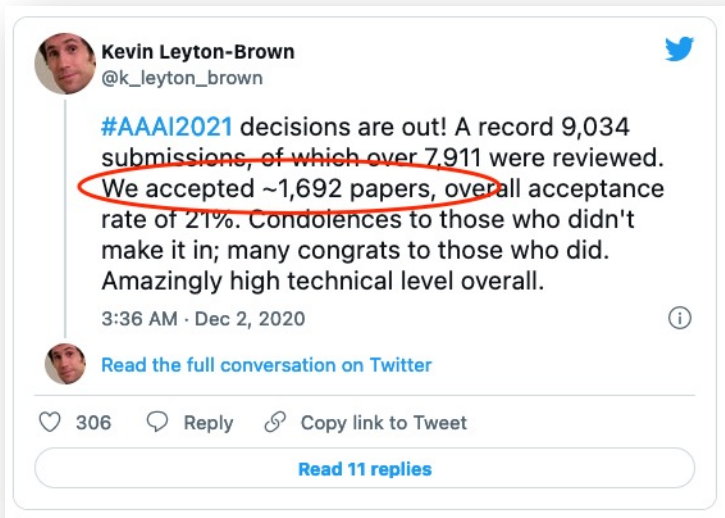 Kevin Leyton-Brown
@k_leyton_brown
#AAAI2021 decisions are out! A record 9,034
submissions, of which over 7,911 were reviewed.
We accepted ~1,692 papers, overall acceptance
rate of 21%. Condolences to those who didn't
make it in; many congrats to those who did.
Amazingly high technical level overall.
3:36 AM · Dec 2, 2020
Read the full conversation on Twitter
306 Reply Copy link to Tweet
Read 11 replies